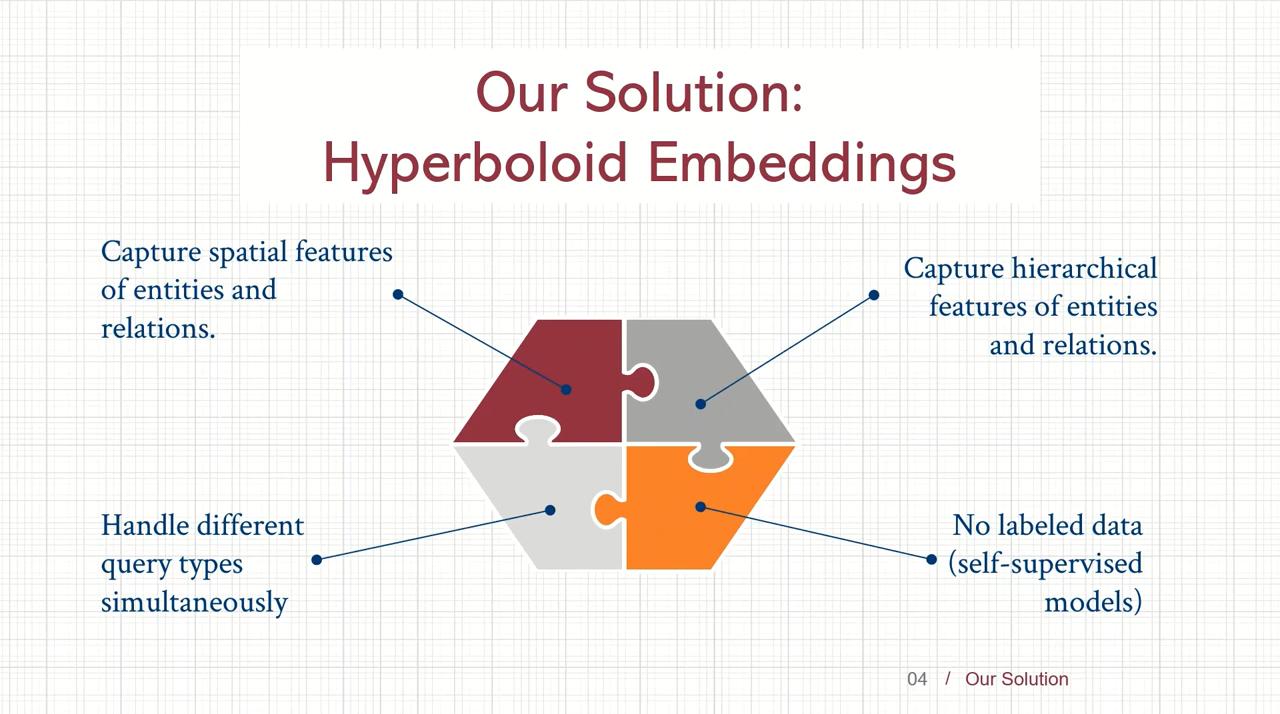 Our Solution:
Hyperboloid Embeddings
Capture spatial features
of entities and
relations.
Capture hierarchical
features of entities
and relations.
Handle different
query types
simultaneously
No labeled data
(self-supervised
models)
04 / Our Solution